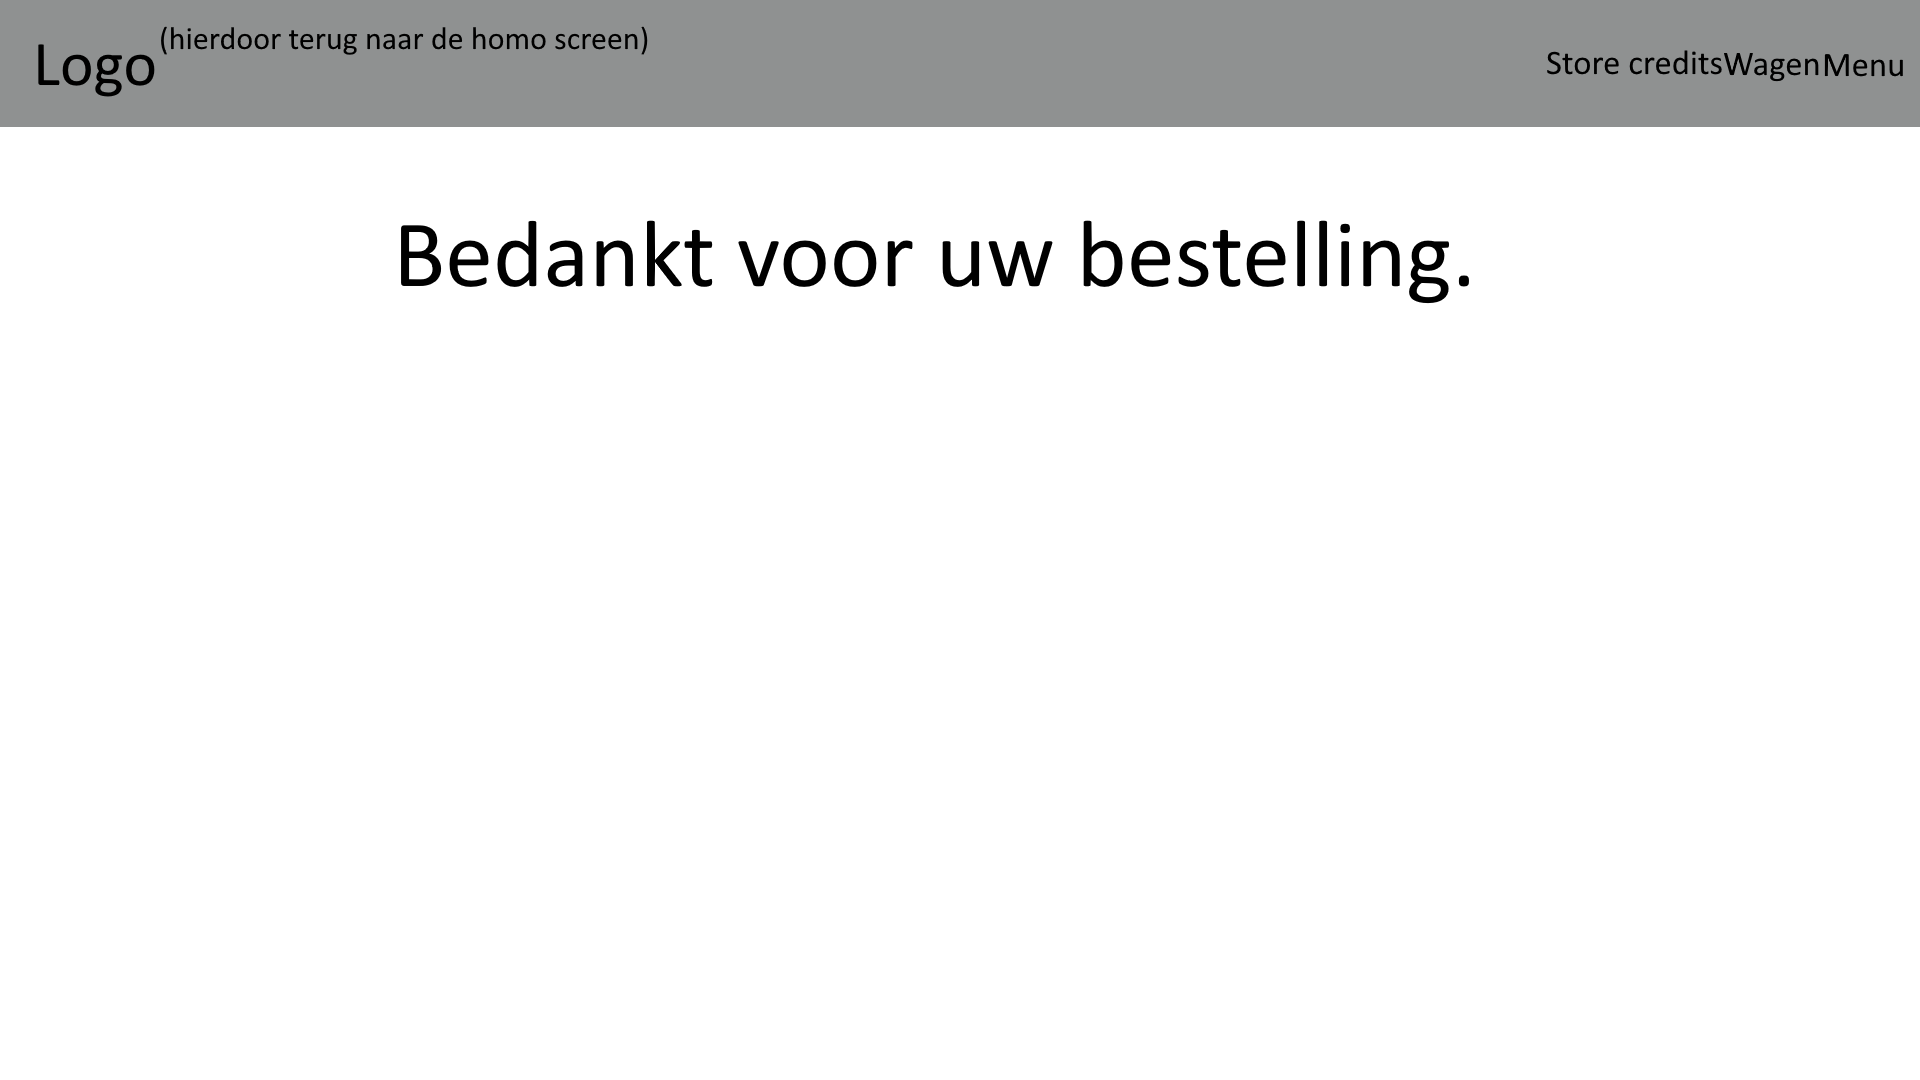 Logo (hierdoor terug naar de homo screen)
Store credits Wagen Menu
Bedankt voor uw bestelling.